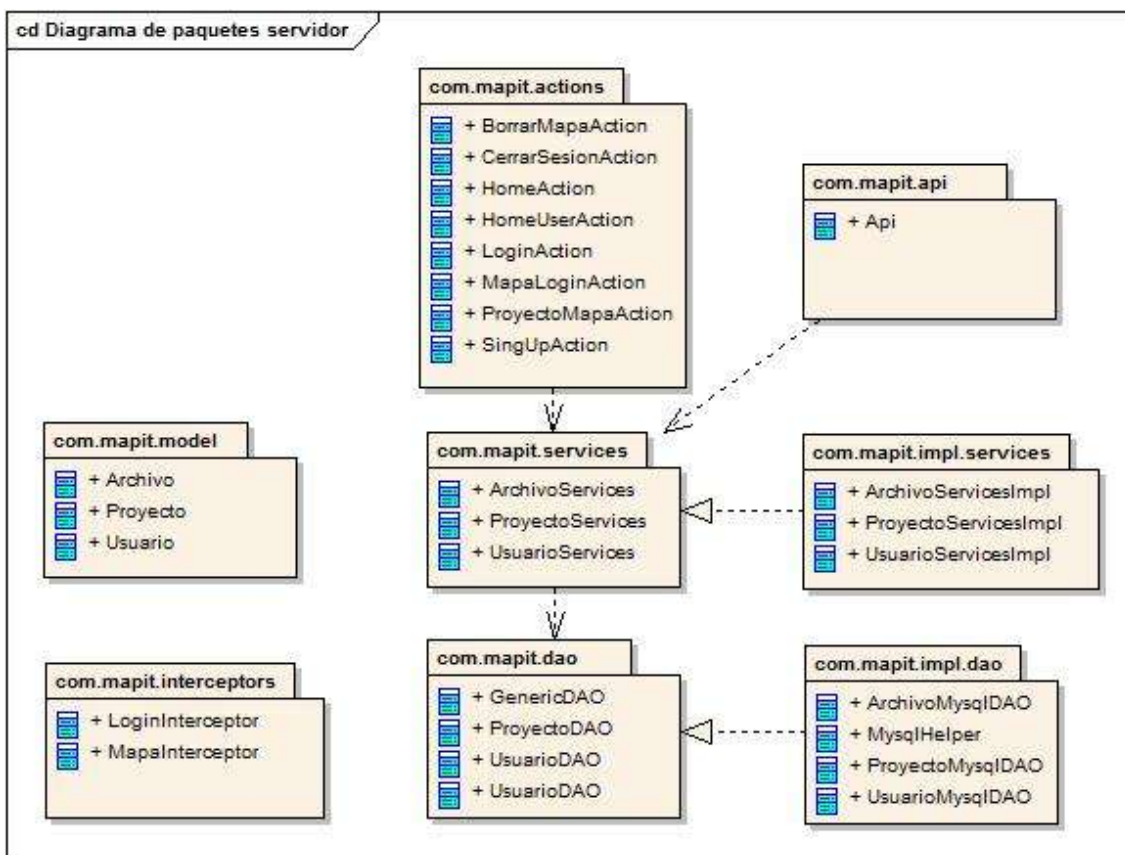 cd Diagrama de paquetes servidor
com.mapit.actions
+ BorrarMapaAction
+ CerrarSesionAction
+ HomeAction
+ HomeUserAction
+ LoginAction
+ MapaLoginAction
+ ProyectoMapaAction
+ SingUpAction
com.mapit.api
+ Api
com.mapit.model
+ Archivo
+ Proyecto
+ Usuario
com.mapit.services
+ ArchivoServices
+ ProyectoServices
+ UsuarioServices
com.mapit.impl.services
+ ArchivoServicesImpl
+ ProyectoServicesImpl
+ UsuarioServicesImpl
com.mapit.interceptors
+ LoginInterceptor
+ MapaInterceptor
com.mapit.dao
+ GenericDAO
+ ProyectoDAO
+ UsuarioDAO
+ UsuarioDAO
com.mapit.impl.dao
+ ArchivoMysqlDAO
+ MysqlHelper
+ ProyectoMysqlDAO
+ UsuarioMysqlDAO